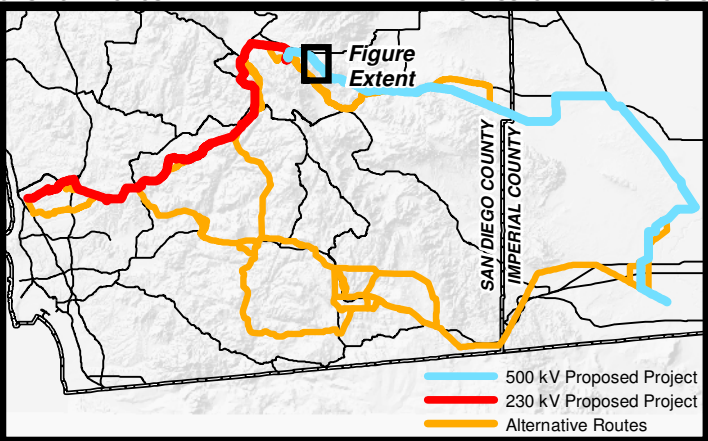 Figure
Extent
SAN DIEGO COUNTY
IMPERIAL COUNTY
500 kV Proposed Project
230 kV Proposed Project
Alternative Routes